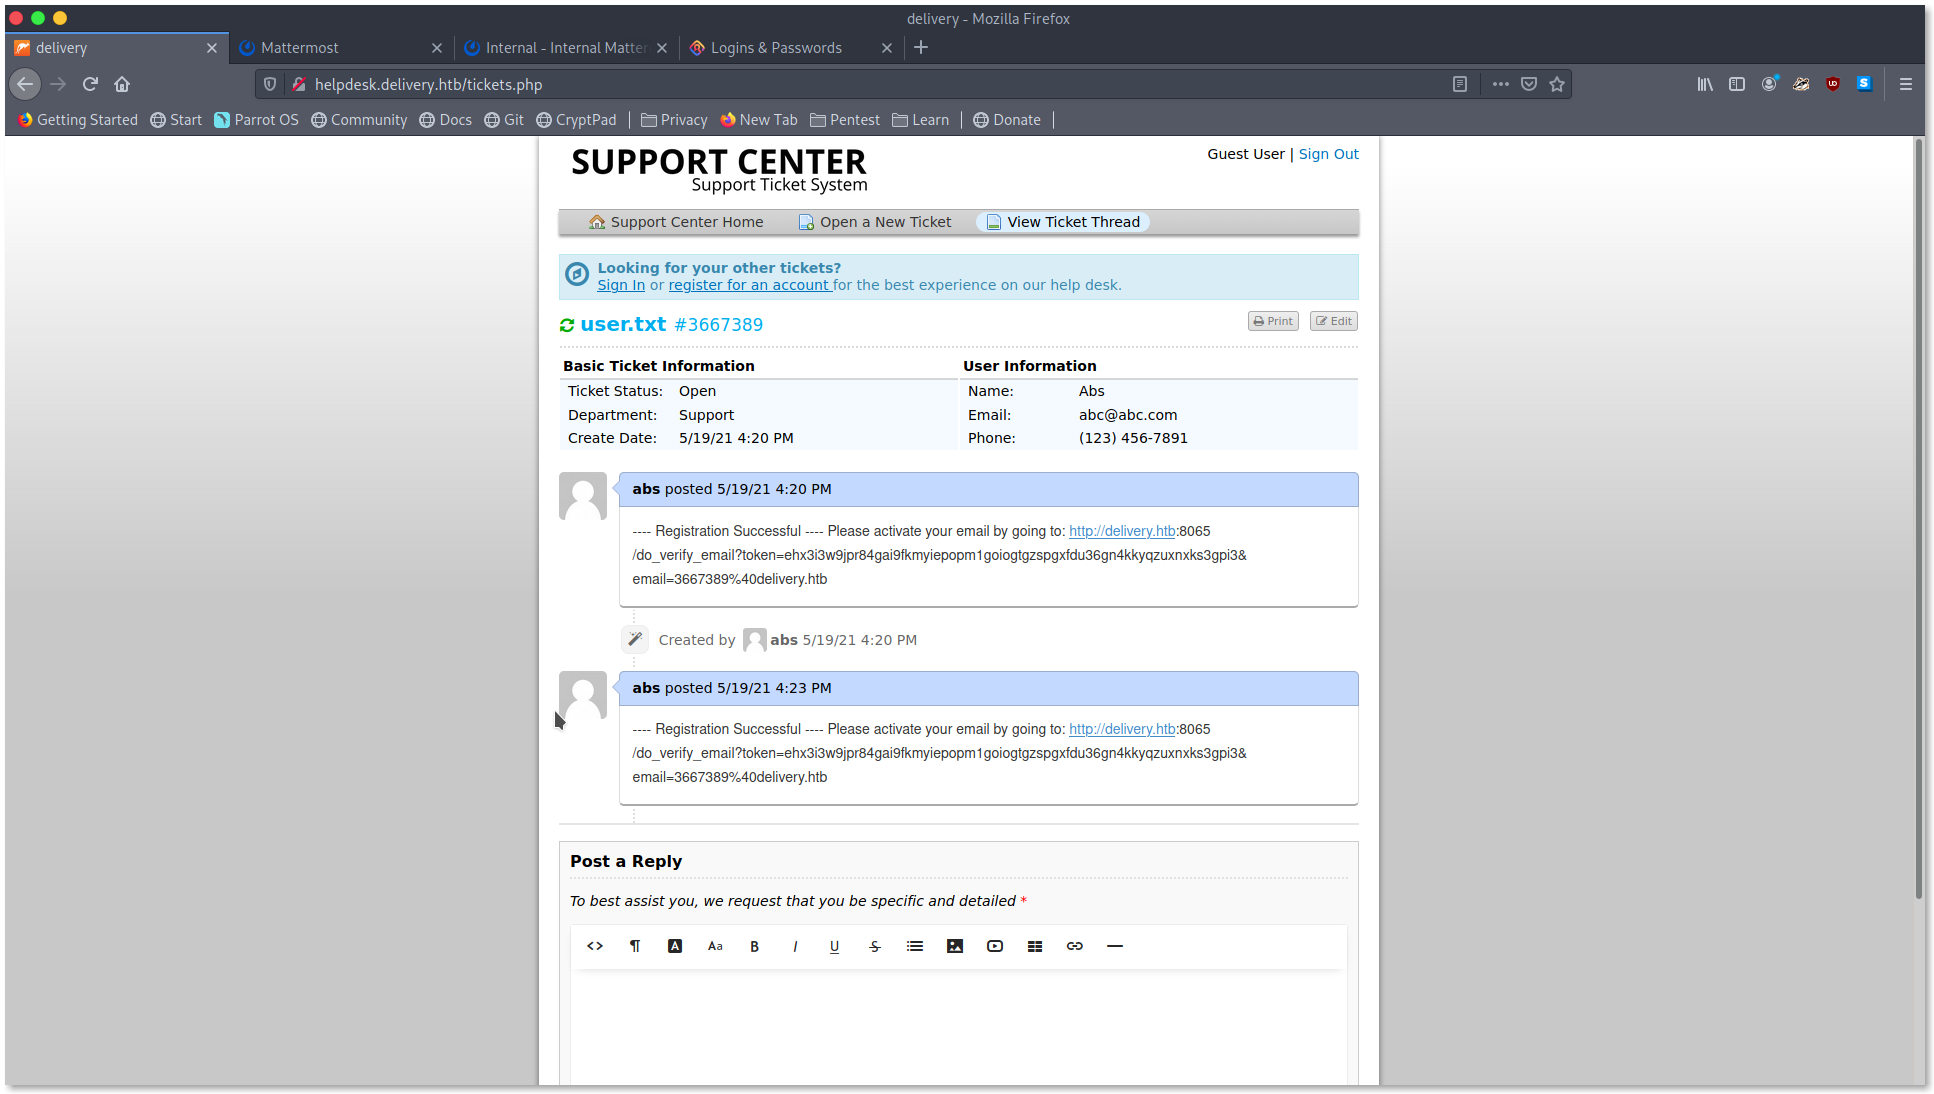 delivery - Mozilla Firefox
delivery
Mattermost
Internal - Internal Matter
Logins & Passwords
helpdesk.delivery.htb/tickets.php
Getting Started
Start
Parrot OS
Community
Docs
Git
CryptPad
Privacy
New Tab
Pentest
Learn
Donate
SUPPORT CENTER
Support Ticket System
Guest User | Sign Out
Support Center Home
Open a New Ticket
View Ticket Thread
Looking for your other tickets?
Sign In or register for an account for the best experience on our help desk.
user.txt #3667389
Print
Edit
Basic Ticket Information
User Information
Ticket Status: Open
Name: Abs
Department: Support
Email: abc@abc.com
Create Date: 5/19/21 4:20 PM
Phone: (123) 456-7891
abs posted 5/19/21 4:20 PM
---- Registration Successful ---- Please activate your email by going to: http://delivery.htb:8065
/do_verify_email?token=ehx3i3w9jpr84gai9fkmyiepopm1goiogtgzspgxfdu36gn4kkyqzuxnxks3gpi3&
email=3667389%40delivery.htb
Created by abs 5/19/21 4:20 PM
abs posted 5/19/21 4:23 PM
---- Registration Successful ---- Please activate your email by going to: http://delivery.htb:8065
/do_verify_email?token=ehx3i3w9jpr84gai9fkmyiepopm1goiogtgzspgxfdu36gn4kkyqzuxnxks3gpi3&
email=3667389%40delivery.htb
Post a Reply
To best assist you, we request that you be specific and detailed *
<> ¶ A Aa B I U S